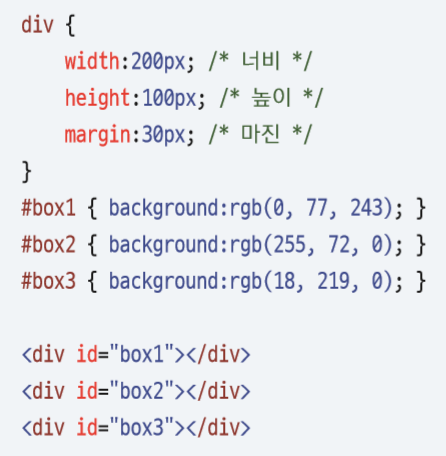 div {
    width:200px; /* 너비 */
    height:100px; /* 높이 */
    margin:30px; /* 마진 */
}
#box1 { background:rgb(0, 77, 243); }
#box2 { background:rgb(255, 72, 0); }
#box3 { background:rgb(18, 219, 0); }

<div id="box1"></div>
<div id="box2"></div>
<div id="box3"></div>